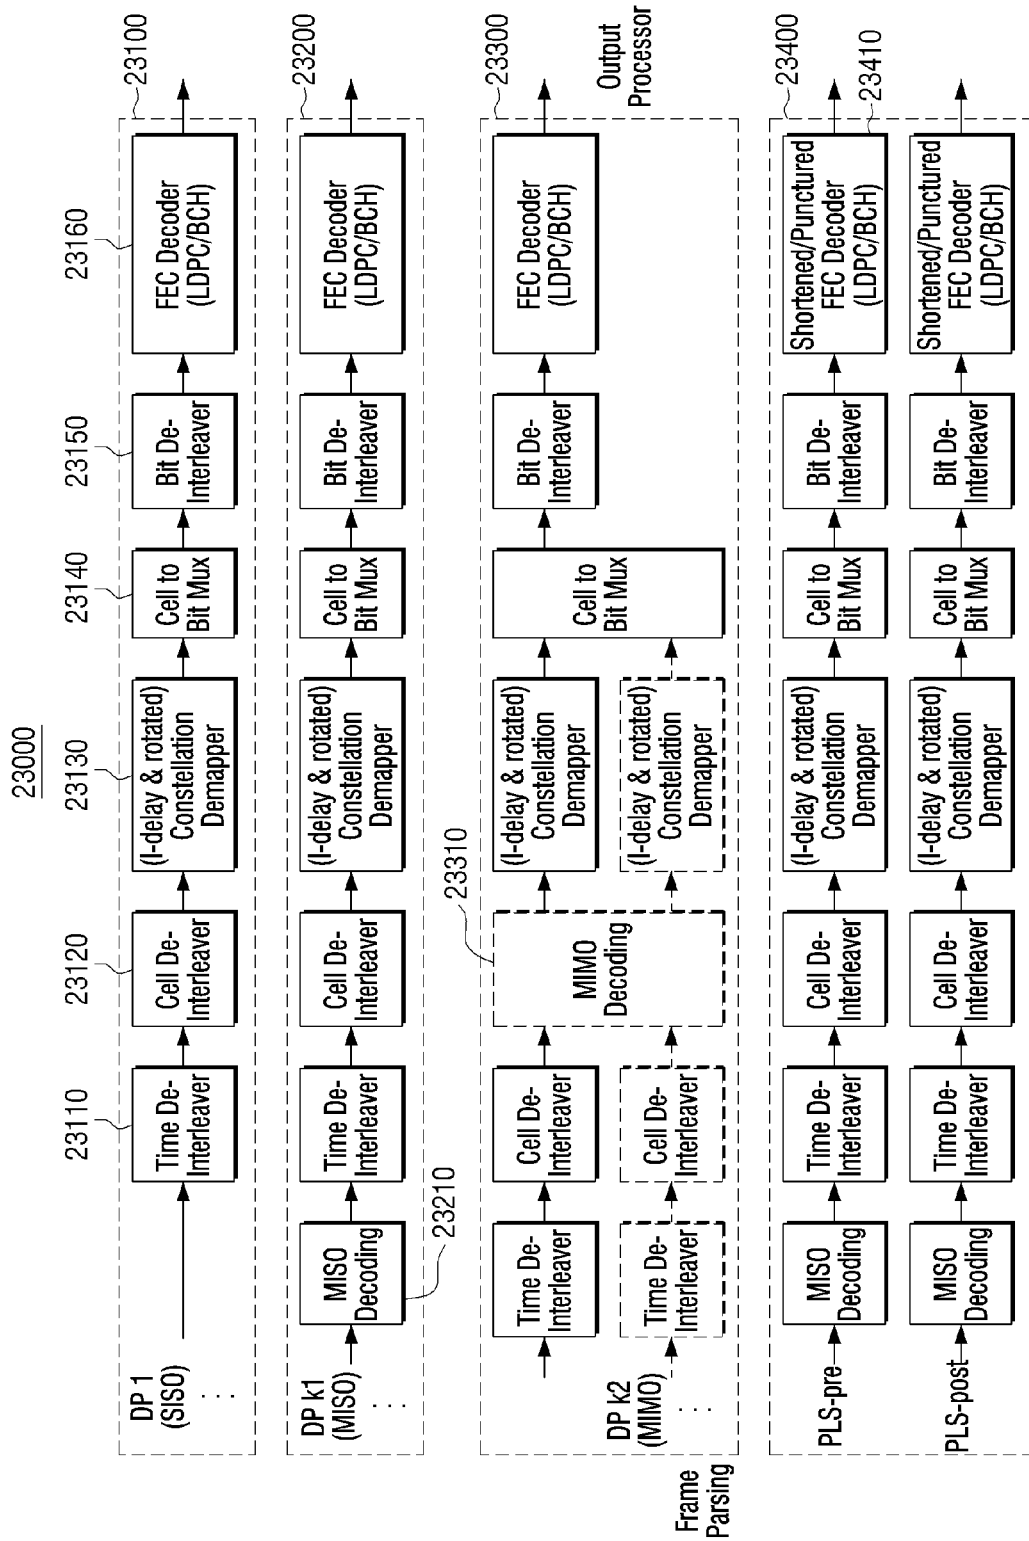 23000
23110
23120
23130
23140
23150
23160
23100
DP 1
(SISO)
Time De-
Interleaver
Cell De-
Interleaver
(I-delay & rotated)
Constellation
Demapper
Cell to
Bit Mux
Bit De-
Interleaver
FEC Decoder
(LDPC/BCH)
23200
DP k1
(MISO)
MISO
Decoding
23210
Time De-
Interleaver
Cell De-
Interleaver
(I-delay & rotated)
Constellation
Demapper
Cell to
Bit Mux
Bit De-
Interleaver
FEC Decoder
(LDPC/BCH)
23300
23310
Time De-
Interleaver
Cell De-
Interleaver
MIMO
Decoding
(I-delay & rotated)
Constellation
Demapper
Cell to
Bit Mux
Bit De-
Interleaver
FEC Decoder
(LDPC/BCH)
DP k2
(MIMO)
Time De-
Interleaver
Cell De-
Interleaver
(I-delay & rotated)
Constellation
Demapper
Output
Processor
Frame
Parsing
23400
PLS-pre
MISO
Decoding
Time De-
Interleaver
Cell De-
Interleaver
(I-delay & rotated)
Constellation
Demapper
Cell to
Bit Mux
Bit De-
Interleaver
Shortened/Punctured
FEC Decoder
(LDPC/BCH)
23410
PLS-post
MISO
Decoding
Time De-
Interleaver
Cell De-
Interleaver
(I-delay & rotated)
Constellation
Demapper
Cell to
Bit Mux
Bit De-
Interleaver
Shortened/Punctured
FEC Decoder
(LDPC/BCH)